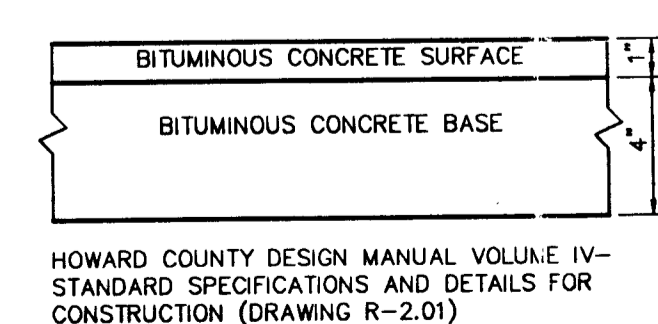 BITUMINOUS CONCRETE SURFACE
1"
BITUMINOUS CONCRETE BASE
4"
HOWARD COUNTY DESIGN MANUAL VOLUME IV-
STANDARD SPECIFICATIONS AND DETAILS FOR
CONSTRUCTION (DRAWING R-2.01)